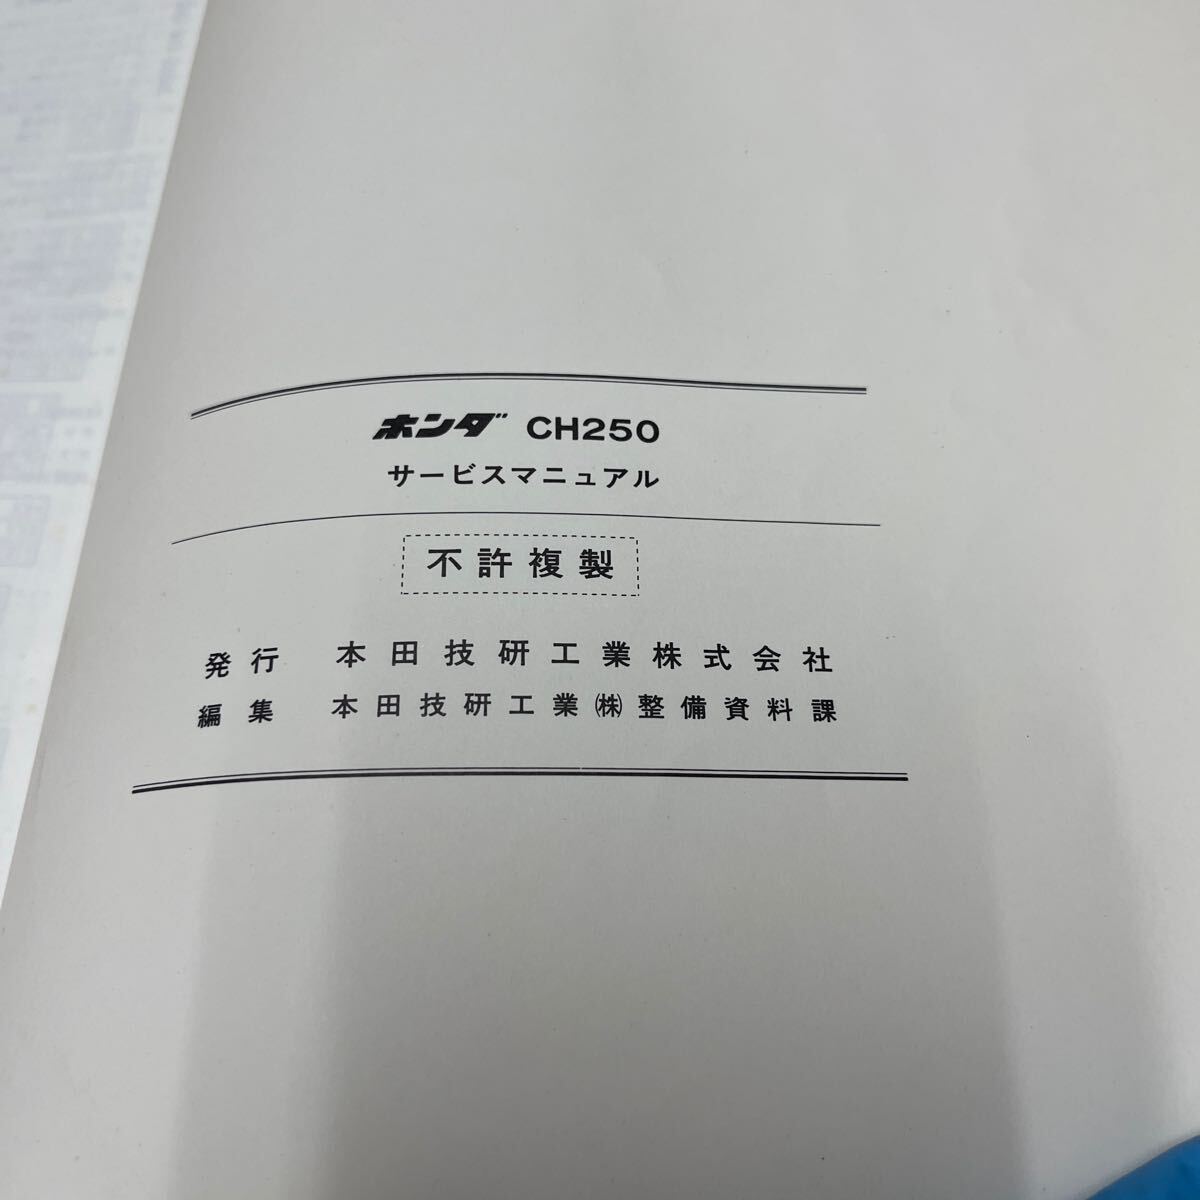 ホンダ CH250
サービスマニュアル
不許複製
発行 本田技研工業株式会社
編集 本田技研工業㈱整備資料課